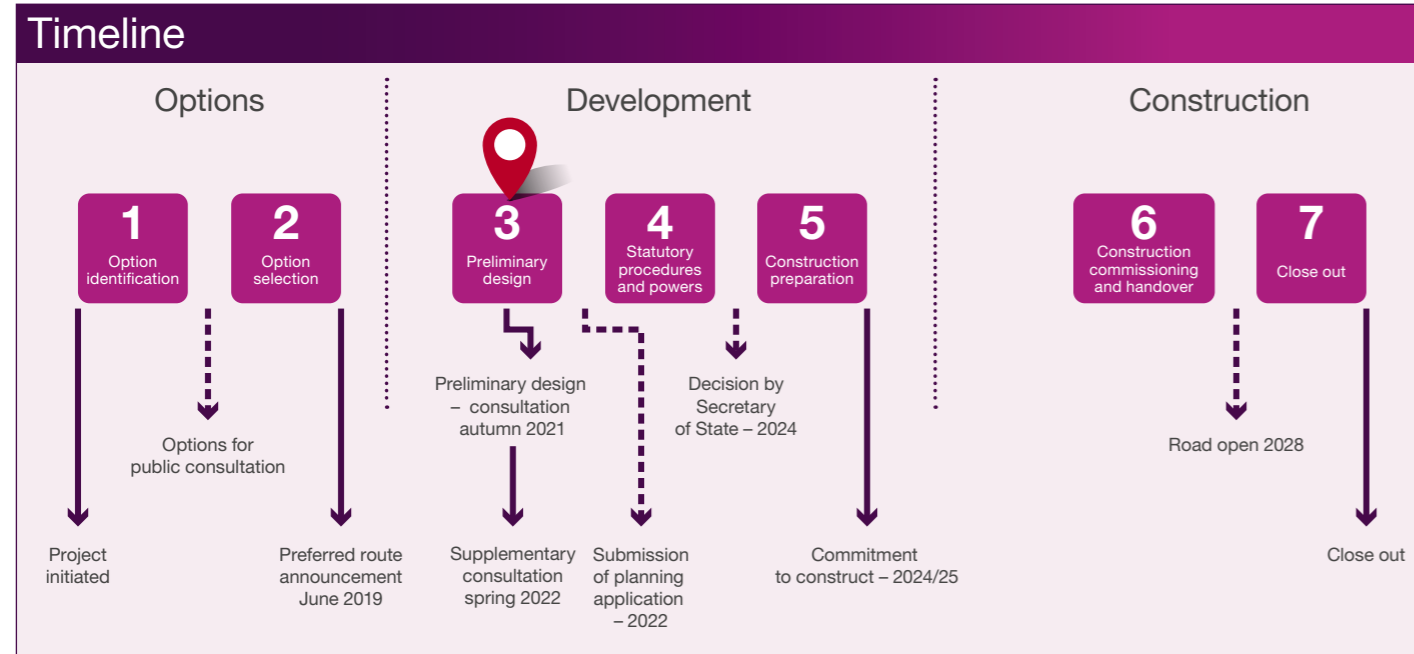 Timeline
Options
Development
Construction
1
Option
identification
2
Option
selection
3
Preliminary
design
4
Statutory
procedures
and powers
5
Construction
preparation
6
Construction
commissioning
and handover
7
Close out
Options for
public consultation
Preliminary design
– consultation
autumn 2021
Decision by
Secretary
of State – 2024
Road open 2028
Project
initiated
Preferred route
announcement
June 2019
Supplementary
consultation
spring 2022
Submission
of planning
application
– 2022
Commitment
to construct – 2024/25
Close out